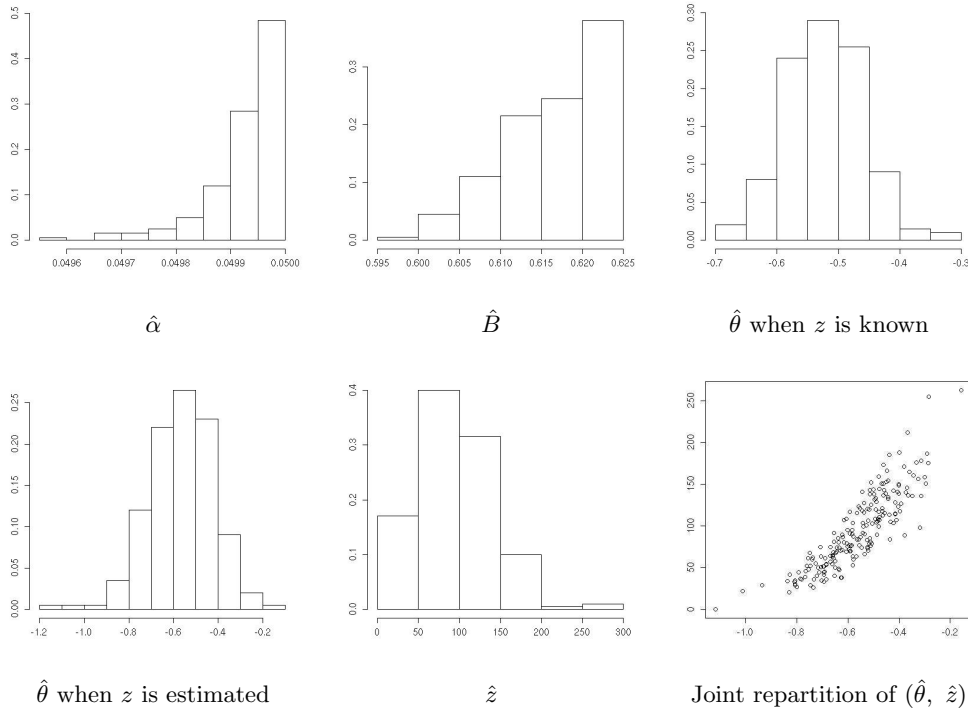 0.0 0.1 0.2 0.3 0.4 0.5
0.0496 0.0497 0.0498 0.0499 0.0500
α̂
0.0 0.1 0.2 0.3
0.595 0.600 0.605 0.610 0.615 0.620 0.625
B̂
0.00 0.05 0.10 0.15 0.20 0.25 0.30
-0.7 -0.6 -0.5 -0.4 -0.3
θ̂ when z is known
0.00 0.05 0.10 0.15 0.20 0.25
-1.2 -1.0 -0.8 -0.6 -0.4 -0.2
θ̂ when z is estimated
0.0 0.1 0.2 0.3 0.4
0 50 100 150 200 250 300
ẑ
0 50 100 150 200 250
-1.0 -0.8 -0.6 -0.4 -0.2
Joint repartition of (θ̂, ẑ)